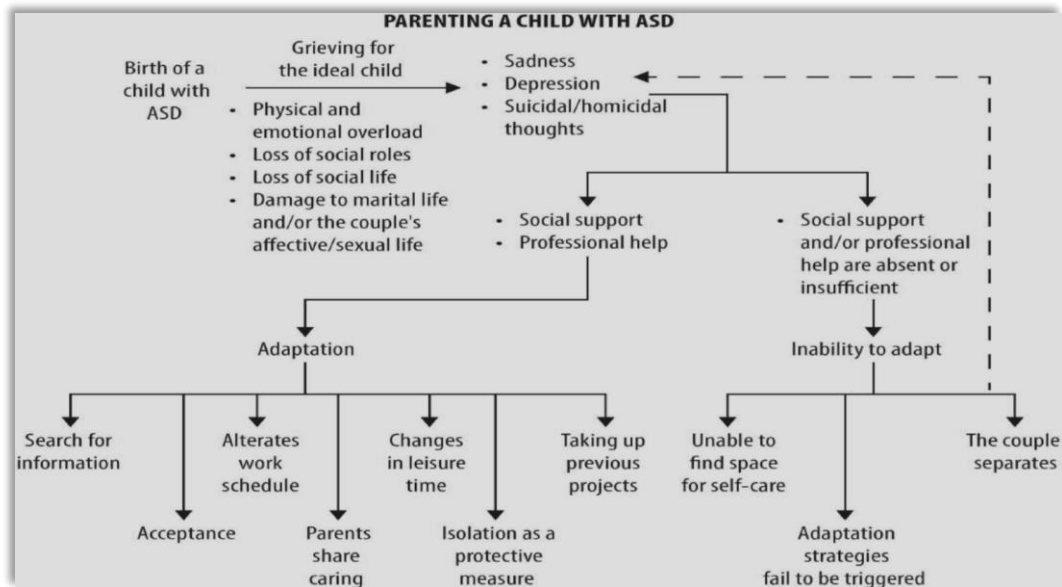 PARENTING A CHILD WITH ASD
Birth of a
child with
ASD
Grieving for
the ideal child
• Physical and
emotional overload
• Loss of social roles
• Loss of social life
• Damage to marital life
and/or the couple's
affective/sexual life
• Sadness
• Depression
• Suicidal/homicidal
thoughts
• Social support
• Professional help
• Social support
and/or professional
help are absent or
insufficient
Adaptation
Inability to adapt
Search for
information
Acceptance
Alterates
work
schedule
Parents
share
caring
Changes
in leisure
time
Isolation as a
protective
measure
Taking up
previous
projects
Unable to
find space
for self-care
Adaptation
strategies
fail to be triggered
The couple
separates